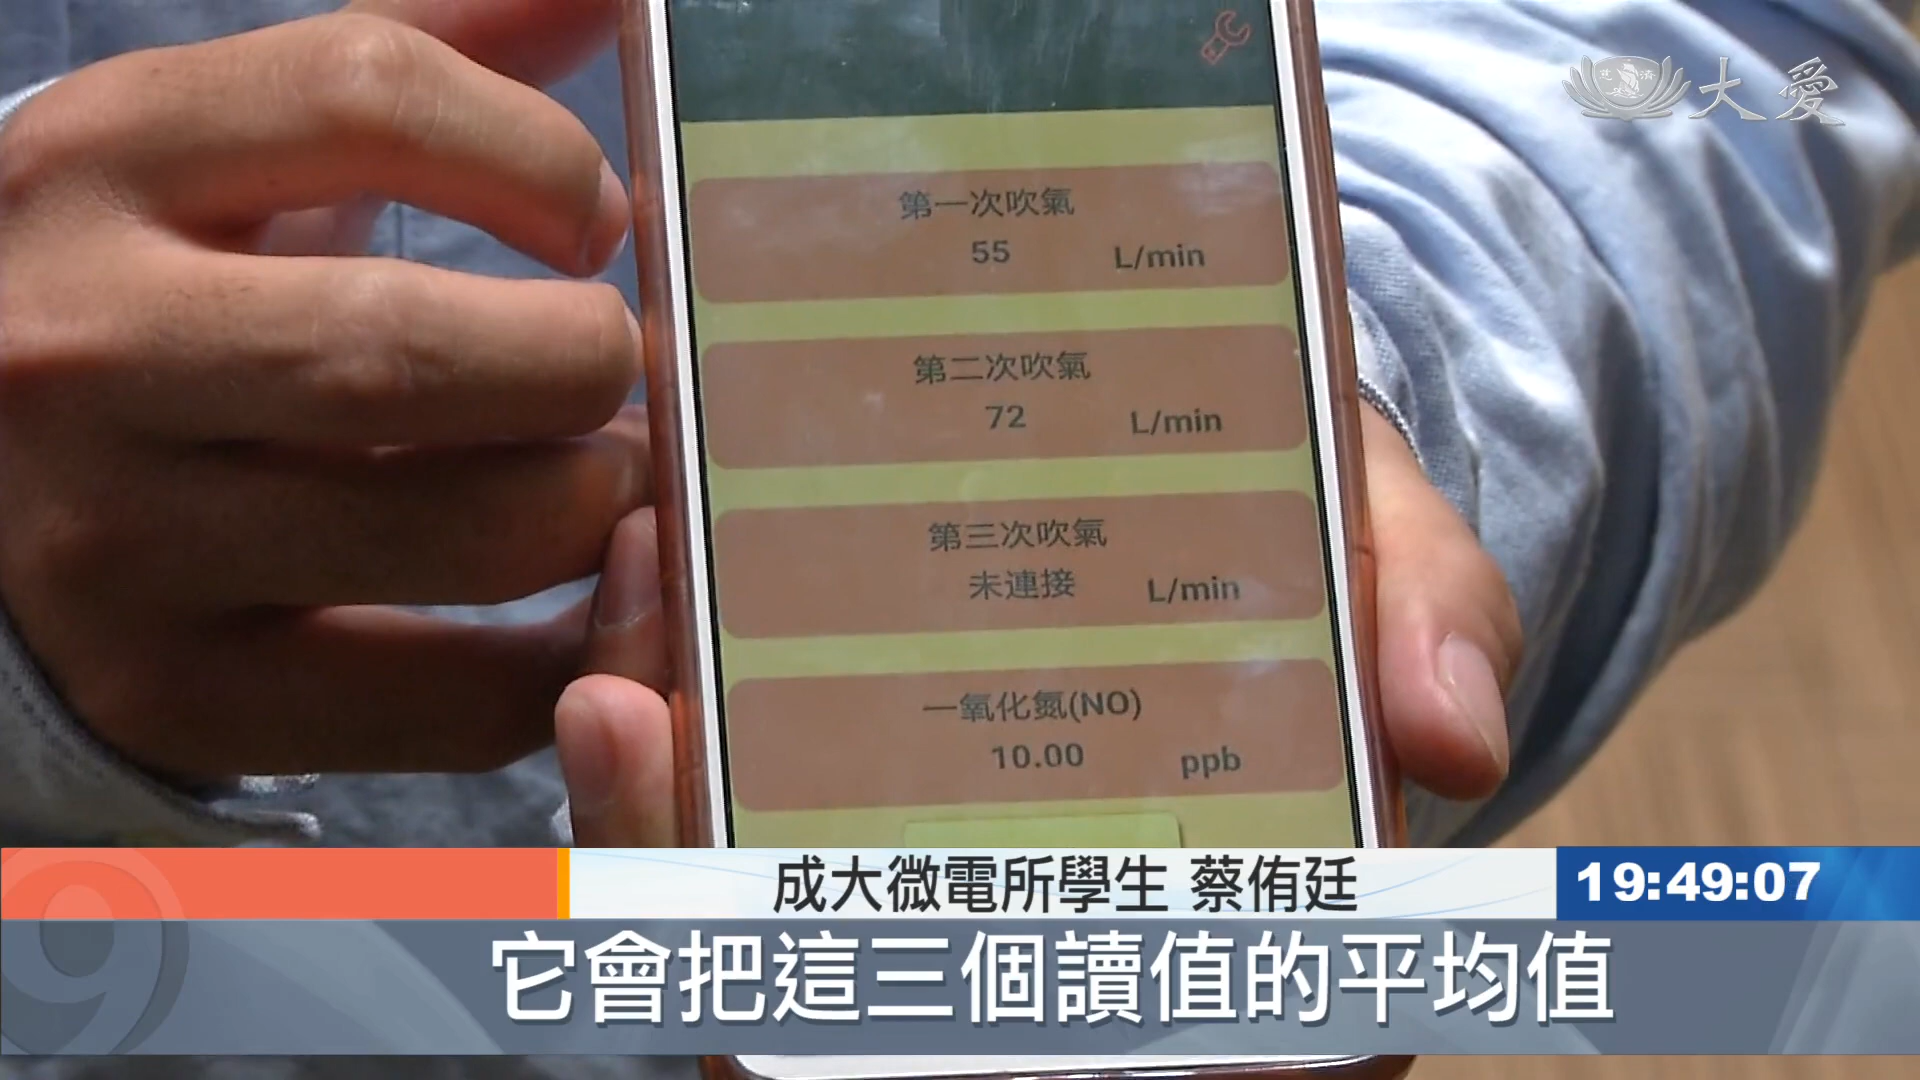 慈濟 大愛
第一次吹氣
55 L/min
第二次吹氣
72 L/min
第三次吹氣
未連接 L/min
一氧化氮(NO)
10.00 ppb
成大微電所學生 蔡侑廷
19:49:07
9
它會把這三個讀值的平均值